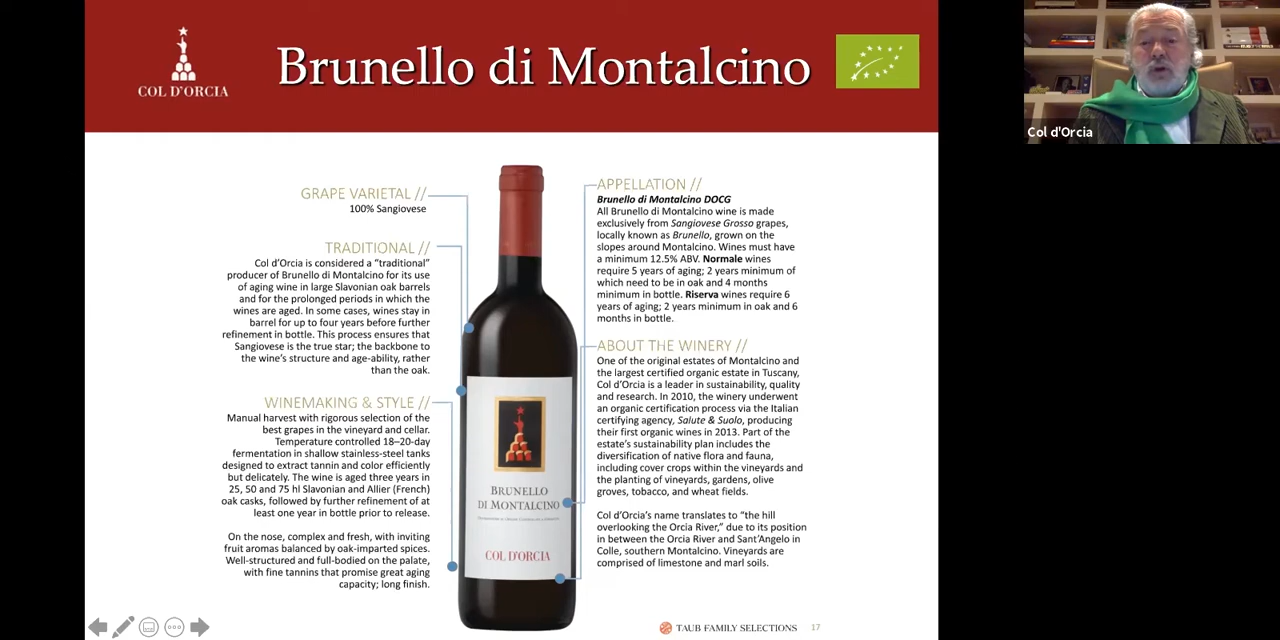 COL D'ORCIA
Brunello di Montalcino
Col d'Orcia
GRAPE VARIETAL //
100% Sangiovese
TRADITIONAL //
Col d'Orcia is considered a “traditional”
producer of Brunello di Montalcino for its use
of aging wine in large Slavonian oak barrels
and for the prolonged periods in which the
wines are aged. In some cases, wines stay in
barrel for up to four years before further
refinement in bottle. This process ensures that
Sangiovese is the true star; the backbone to
the wine's structure and age-ability, rather
than the oak.
WINEMAKING & STYLE //
Manual harvest with rigorous selection of the
best grapes in the vineyard and cellar.
Temperature controlled 18–20-day
fermentation in shallow stainless-steel tanks
designed to extract tannin and color efficiently
but delicately. The wine is aged three years in
25, 50 and 75 hl Slavonian and Allier (French)
oak casks, followed by further refinement of at
least one year in bottle prior to release.
On the nose, complex and fresh, with inviting
fruit aromas balanced by oak-imparted spices.
Well-structured and full-bodied on the palate,
with fine tannins that promise great aging
capacity; long finish.
BRUNELLO
DI MONTALCINO
COL D'ORCIA
APPELLATION //
Brunello di Montalcino DOCG
All Brunello di Montalcino wine is made
exclusively from Sangiovese Grosso grapes,
locally known as Brunello, grown on the
slopes around Montalcino. Wines must have
a minimum 12.5% ABV. Normale wines
require 5 years of aging; 2 years minimum of
which need to be in oak and 4 months
minimum in bottle. Riserva wines require 6
years of aging; 2 years minimum in oak and 6
months in bottle.
ABOUT THE WINERY //
One of the original estates of Montalcino and
the largest certified organic estate in Tuscany,
Col d'Orcia is a leader in sustainability, quality
and research. In 2010, the winery underwent
an organic certification process via the Italian
certifying agency, Salute & Suolo, producing
their first organic wines in 2013. Part of the
estate's sustainability plan includes the
diversification of native flora and fauna,
including cover crops within the vineyards and
the planting of vineyards, gardens, olive
groves, tobacco, and wheat fields.
Col d'Orcia's name translates to “the hill
overlooking the Orcia River,” due to its position
in between the Orcia River and Sant'Angelo in
Colle, southern Montalcino. Vineyards are
comprised of limestone and marl soils.
TAUB FAMILY SELECTIONS
17